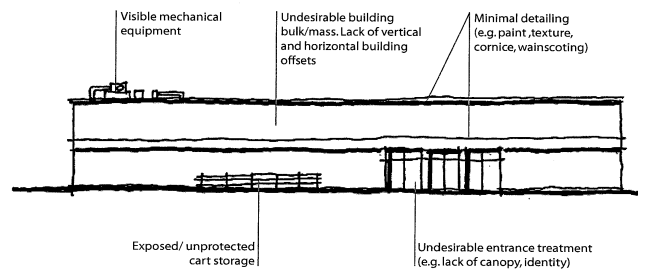 Visible mechanical
equipment
Undesirable building
bulk/mass. Lack of vertical
and horizontal building
offsets
Minimal detailing
(e.g. paint ,texture,
cornice, wainscoting)
Exposed/ unprotected
cart storage
Undesirable entrance treatment
(e.g. lack of canopy, identity)